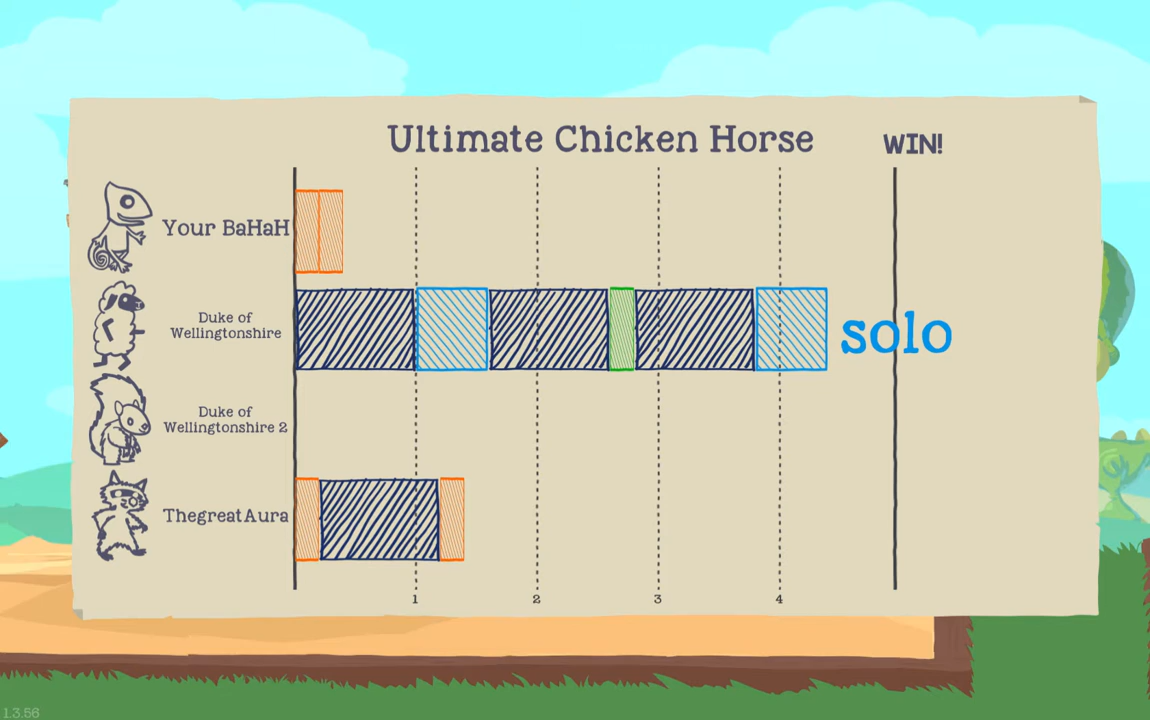 Ultimate Chicken Horse
WIN!
Your BaHaH
Duke of
Wellingtonshire
solo
Duke of
Wellingtonshire 2
ThegreatAura
1 2 3 4
1.3.56